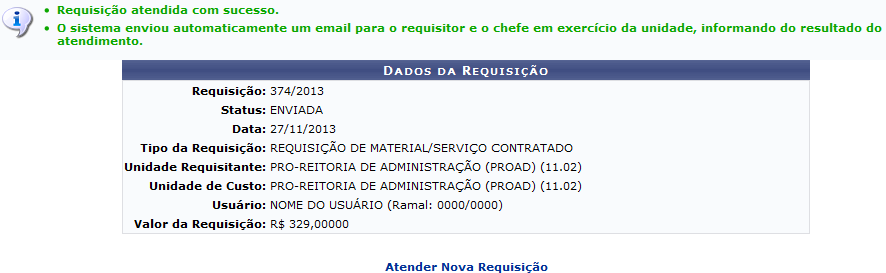 Requisição atendida com sucesso.
O sistema enviou automaticamente um email para o requisitor e o chefe em exercício da unidade, informando do resultado do
atendimento.
DADOS DA REQUISIÇÃO
Requisição: 374/2013
Status: ENVIADA
Data: 27/11/2013
Tipo da Requisição: REQUISIÇÃO DE MATERIAL/SERVIÇO CONTRATADO
Unidade Requisitante: PRO-REITORIA DE ADMINISTRAÇÃO (PROAD) (11.02)
Unidade de Custo: PRO-REITORIA DE ADMINISTRAÇÃO (PROAD) (11.02)
Usuário: NOME DO USUÁRIO (Ramal: 0000/0000)
Valor da Requisição: R$ 329,00000
Atender Nova Requisição